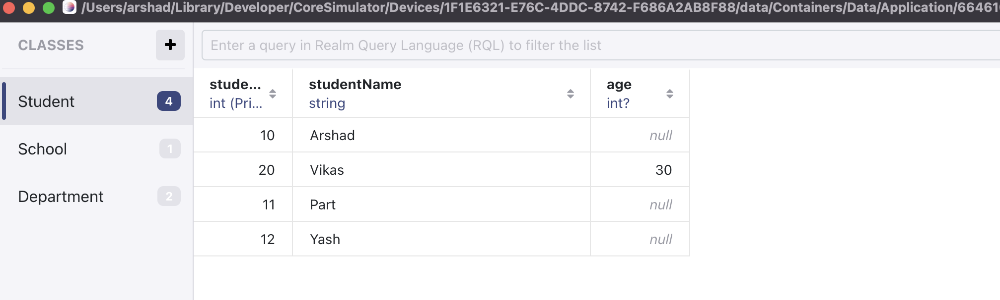 /Users/arshad/Library/Developer/CoreSimulator/Devices/1F1E6321-E76C-4DDC-8742-F686A2AB8F88/data/Containers/Data/Application/66461
CLASSES
+
Enter a query in Realm Query Language (RQL) to filter the list
Student 4
School 1
Department 2
stude... studentName age
int (Pri... string int?
10 Arshad null
20 Vikas 30
11 Part null
12 Yash null